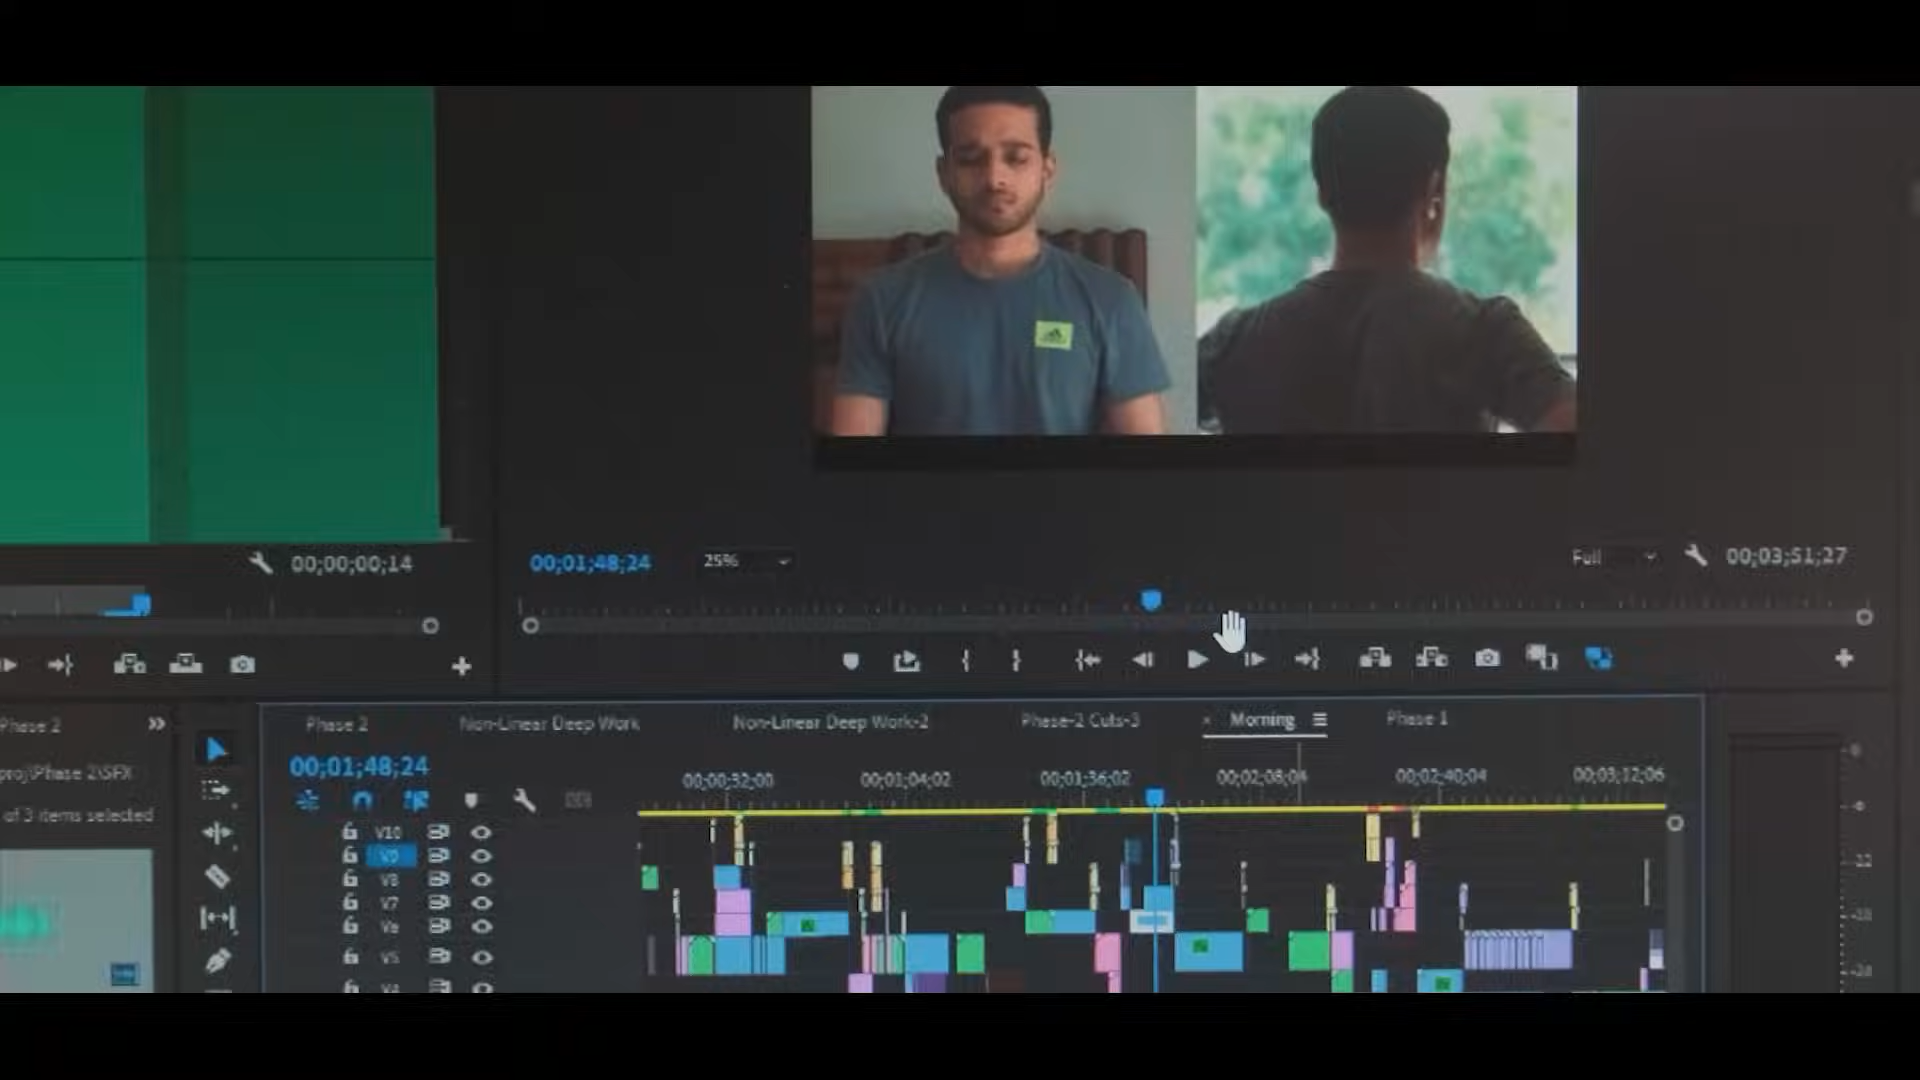 00;00;00;14
00;01;48;24
25%
Full
00;03;51;27
Phase 2
Phase 2
Non-Linear Deep Work
Non-Linear Deep Work-2
Phase-2 Cuts-3
× Morning
Phase 1
00;01;48;24
proj\Phase 2\SFX
of 3 items selected
00;00;32;00
00;01;04;02
00;01;36;02
00;02;08;04
00;02;40;04
00;03;12;06
V10
V9
V8
V7
V6
V5
V4
-12
-18
-24